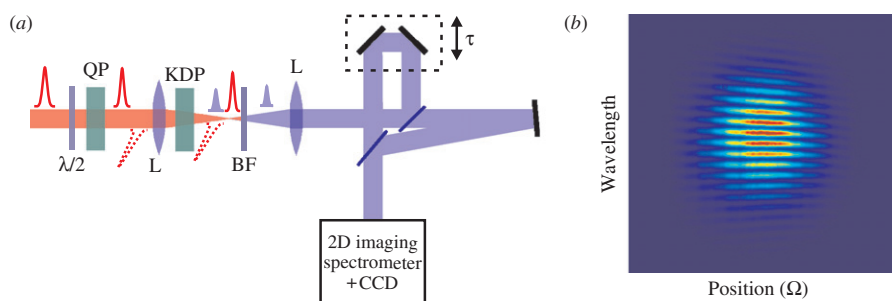 (a)
QP
KDP
L
τ
λ/2
L
BF
2D imaging
spectrometer
+CCD
(b)
Wavelength
Position (Ω)